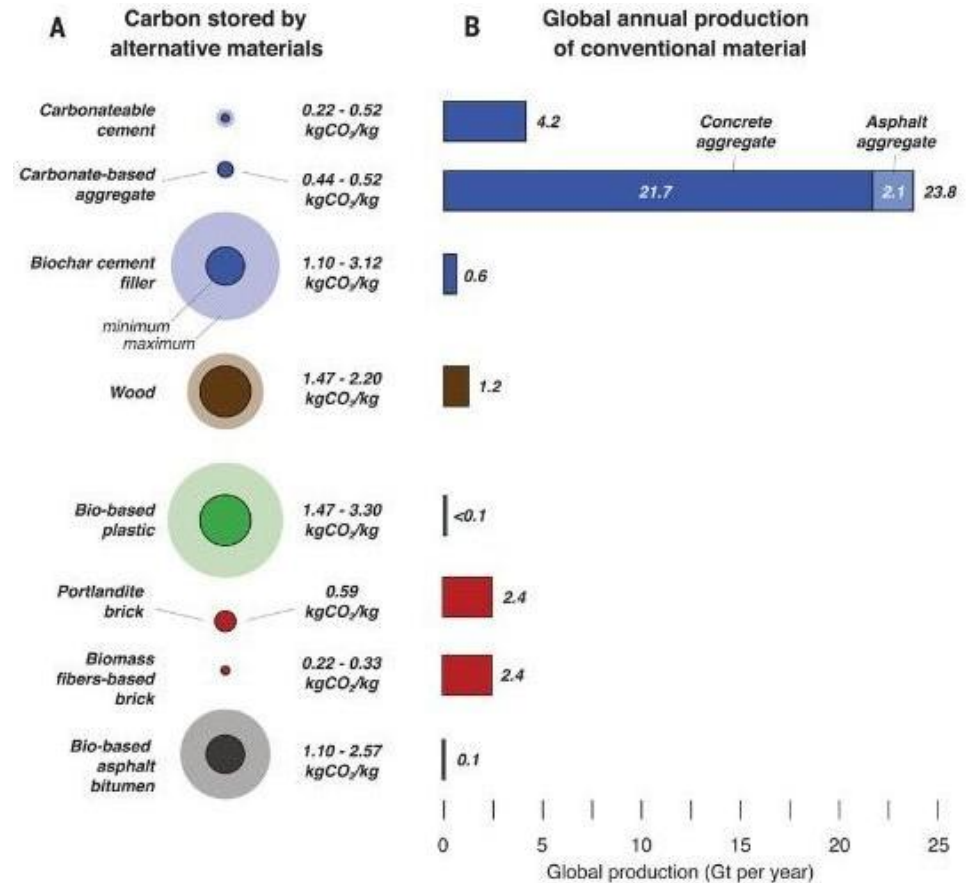 A
Carbon stored by
alternative materials
B
Global annual production
of conventional material
Carbonateable
cement
0.22 - 0.52
kgCO₂/kg
4.2
Concrete
aggregate
Asphalt
aggregate
Carbonate-based
aggregate
0.44 - 0.52
kgCO₂/kg
21.7
2.1
23.8
Biochar cement
filler
1.10 - 3.12
kgCO₂/kg
0.6
minimum
maximum
Wood
1.47 - 2.20
kgCO₂/kg
1.2
Bio-based
plastic
1.47 - 3.30
kgCO₂/kg
<0.1
Portlandite
brick
0.59
kgCO₂/kg
2.4
Biomass
fibers-based
brick
0.22 - 0.33
kgCO₂/kg
2.4
Bio-based
asphalt
bitumen
1.10 - 2.57
kgCO₂/kg
0.1
0 5 10 15 20 25
Global production (Gt per year)